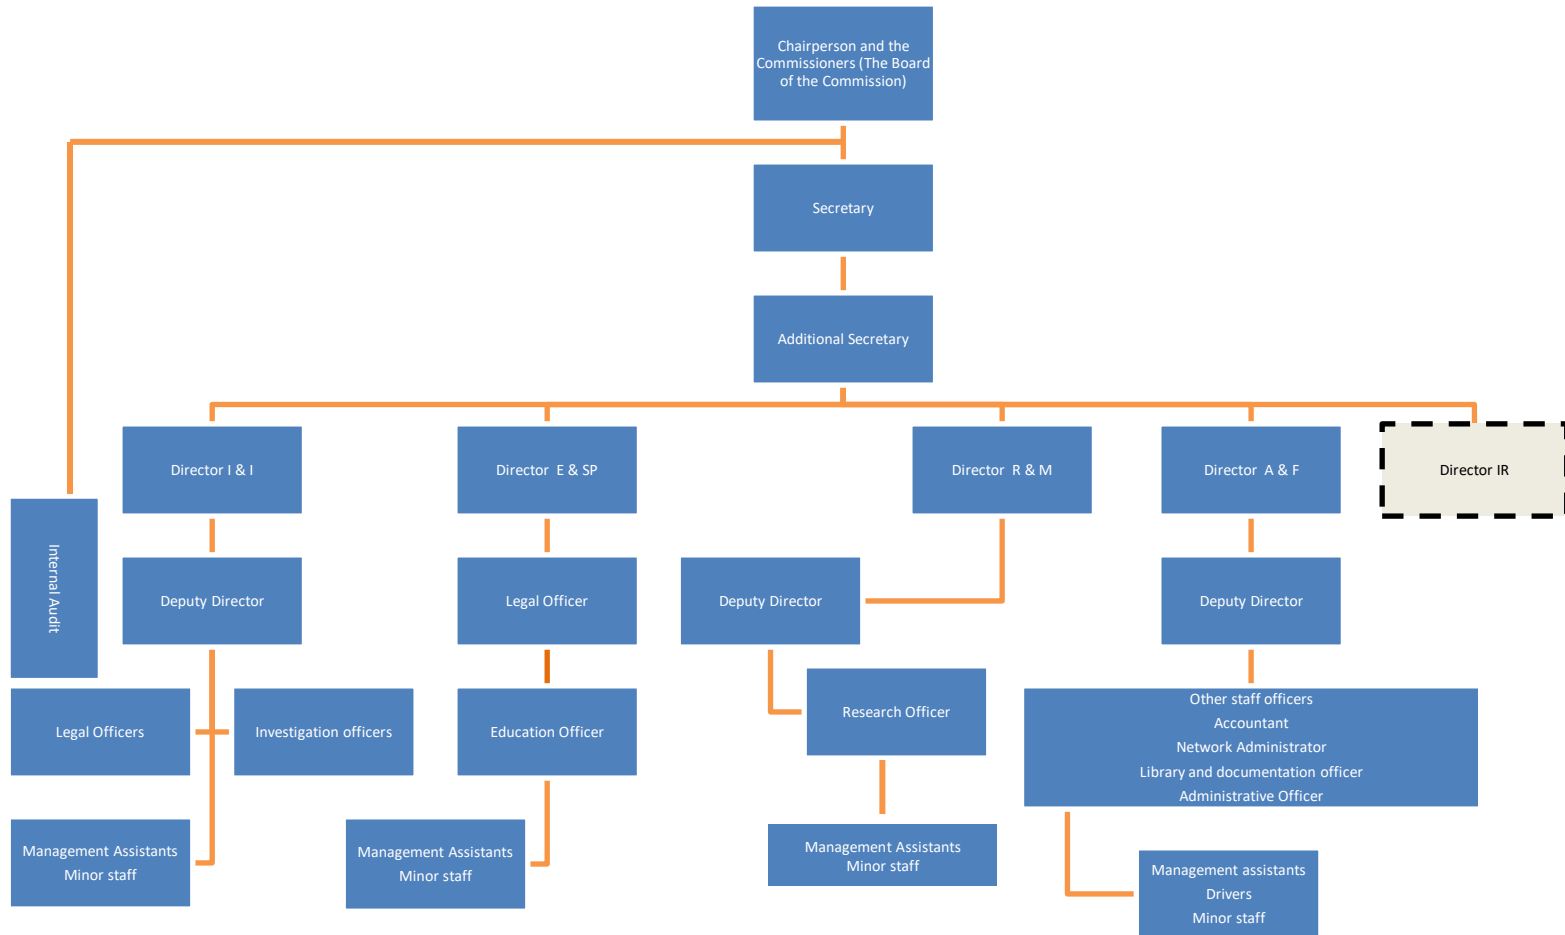 Chairperson and the
Commissioners (The Board
of the Commission)
Secretary
Additional Secretary
Director I & I
Director E & SP
Director R & M
Director A & F
Director IR
Internal Audit
Deputy Director
Legal Officer
Deputy Director
Deputy Director
Legal Officers
Investigation officers
Education Officer
Research Officer
Other staff officers
Accountant
Network Administrator
Library and documentation officer
Administrative Officer
Management Assistants
Minor staff
Management Assistants
Minor staff
Management Assistants
Minor staff
Management assistants
Drivers
Minor staff